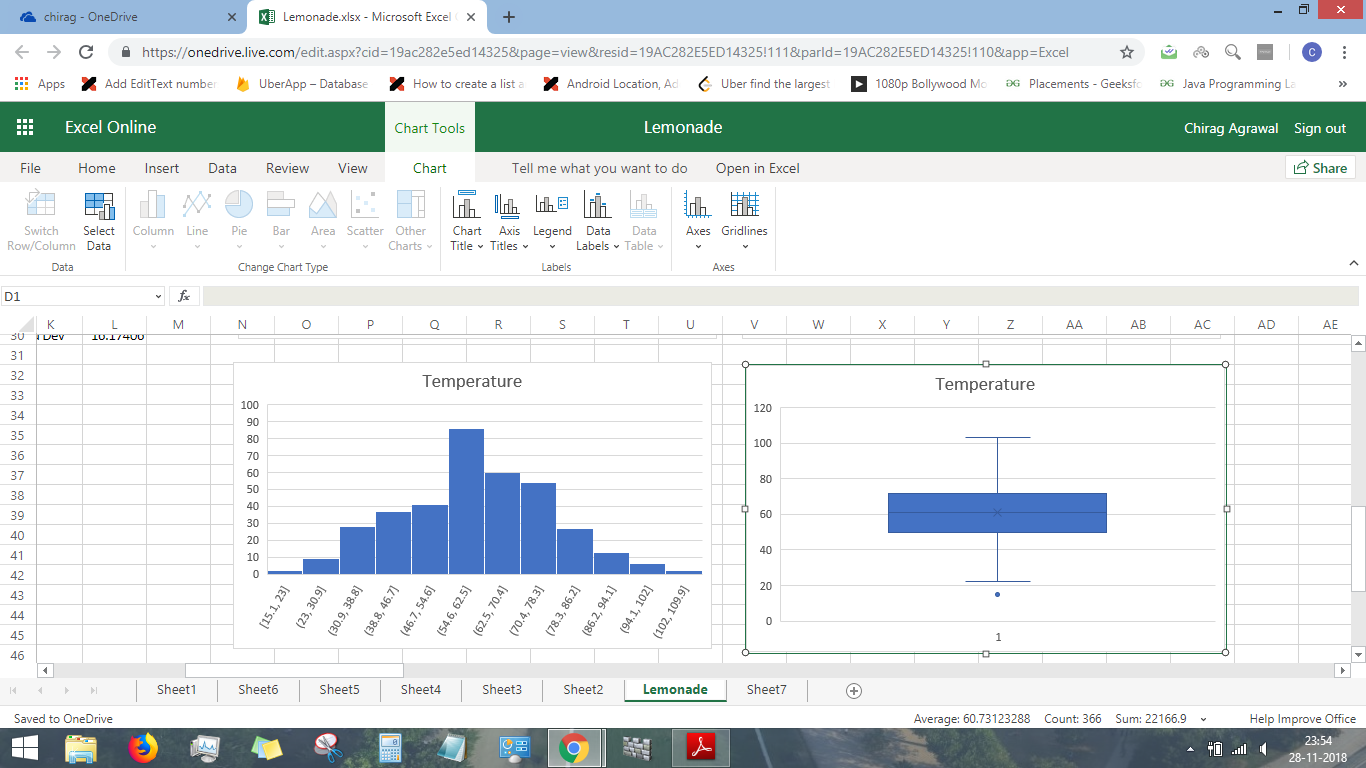 chirag - OneDrive
Lemonade.xlsx - Microsoft Excel
https://onedrive.live.com/edit.aspx?cid=19ac282e5ed14325&page=view&resid=19AC282E5ED14325!111&parId=19AC282E5ED14325!110&app=Excel
C
Apps Add EditText number UberApp – Database How to create a list a Android Location, Ad Uber find the largest 1080p Bollywood Mo Placements - Geeksfo Java Programming La »
Excel Online Chart Tools Lemonade Chirag Agrawal Sign out
File Home Insert Data Review View Chart Tell me what you want to do Open in Excel Share
Switch Row/Column
Select Data
Column Line Pie Bar Area Scatter
Other Charts
Chart Title
Axis Titles
Legend
Data Labels
Data Table
Axes Gridlines
Data Change Chart Type Labels Axes
D1 fx
K L M N O P Q R S T U V W X Y Z AA AB AC AD AE
30 Dev 16.17406
31
32
33
34
35
36
37
38
39
40
41
42
43
44
45
46
Temperature
100
90
80
70
60
50
40
30
20
10
0
[15.1, 23] (23, 30.9] (30.9, 38.8] (38.8, 46.7] (46.7, 54.6] (54.6, 62.5] (62.5, 70.4] (70.4, 78.3] (78.3, 86.2] (86.2, 94.1] (94.1, 102] (102, 109.9]
Temperature
120
100
80
60
40
20
0
1
Sheet1 Sheet6 Sheet5 Sheet4 Sheet3 Sheet2 Lemonade Sheet7
Saved to OneDrive Average: 60.73123288 Count: 366 Sum: 22166.9 Help Improve Office
23:54
28-11-2018